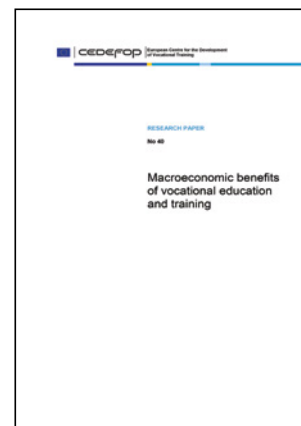 CEDEFOP
European Centre for the Development
of Vocational Training
RESEARCH PAPER
No 40
Macroeconomic benefits
of vocational education
and training